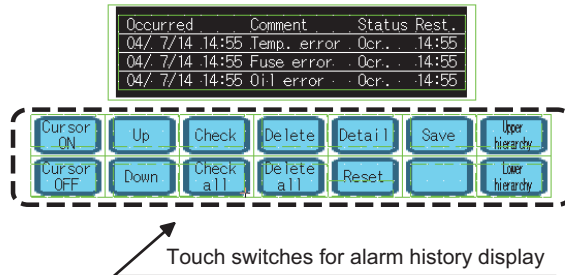 Occurred Comment Status Rest.
04/ 7/14 14:55 Temp. error Ocr. 14:55
04/ 7/14 14:55 Fuse error Ocr. 14:55
04/ 7/14 14:55 Oil error Ocr. 14:55
Cursor ON Up Check Delete Detail Save Upper hierarchy
Cursor OFF Down Check all Delete all Reset Lower hierarchy
Touch switches for alarm history display